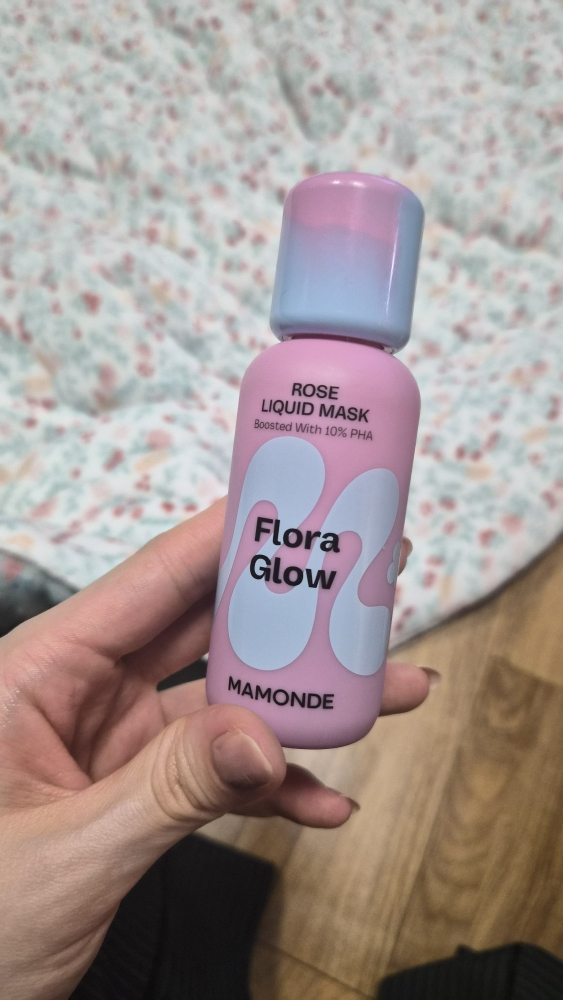 ROSE
LIQUID MASK
Boosted With 10% PHA
Flora
Glow
MAMONDE